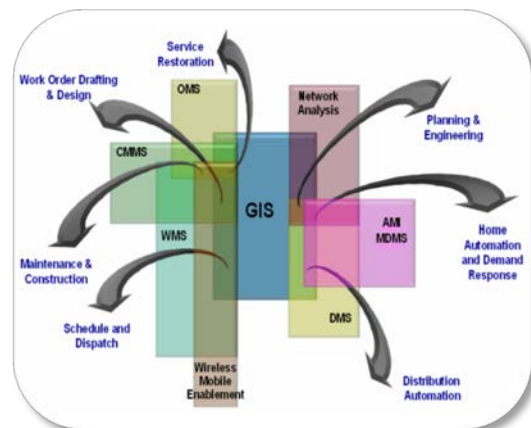 Service
Restoration
Work Order Drafting
& Design
OMS
Network
Analysis
Planning &
Engineering
CMMS
GIS
AMI
MDMS
WMS
Home
Automation
and Demand
Response
Maintenance &
Construction
Schedule and
Dispatch
DMS
Wireless
Mobile
Enablement
Distribution
Automation